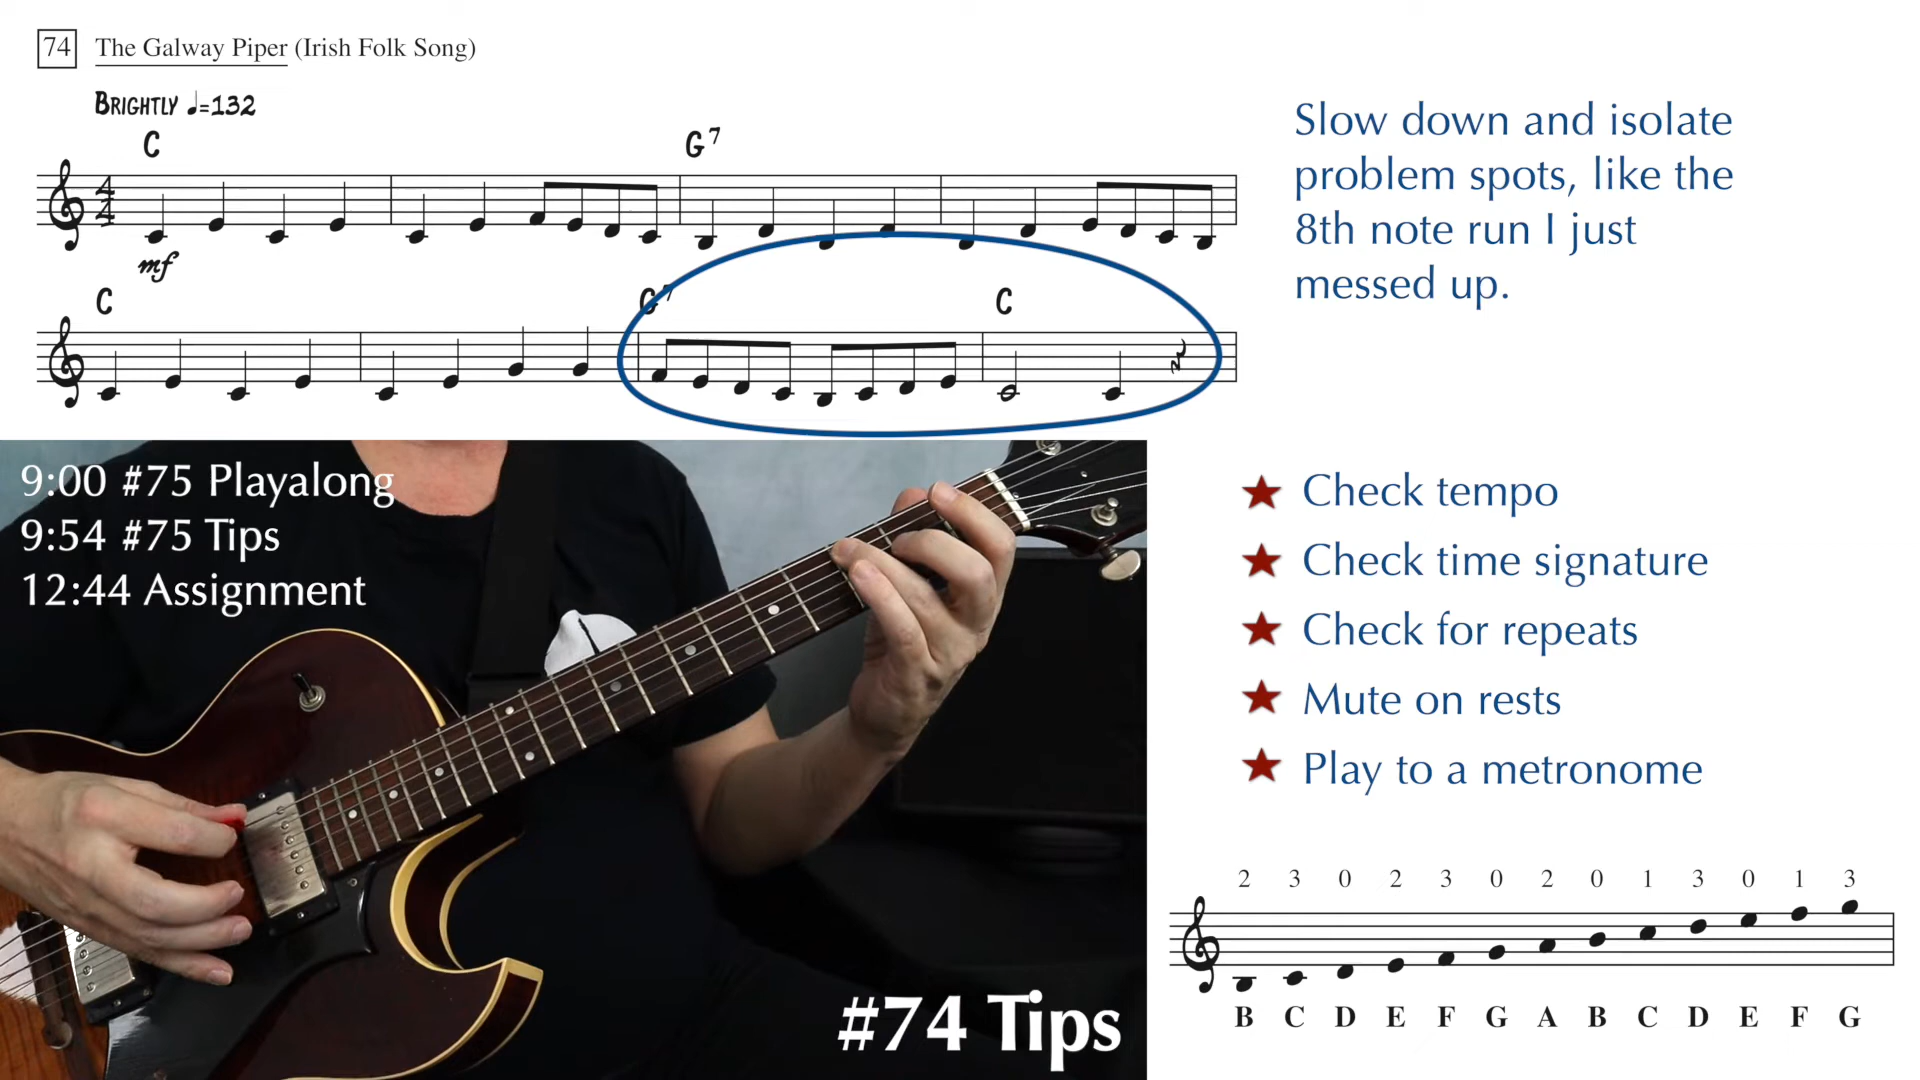 74 The Galway Piper (Irish Folk Song)
BRIGHTLY ♩=132
C G7
4
4
mf
C G7 C
Slow down and isolate
problem spots, like the
8th note run I just
messed up.
9:00 #75 Playalong
9:54 #75 Tips
12:44 Assignment
#74 Tips
★ Check tempo
★ Check time signature
★ Check for repeats
★ Mute on rests
★ Play to a metronome
2 3 0 2 3 0 2 0 1 3 0 1 3
B C D E F G A B C D E F G